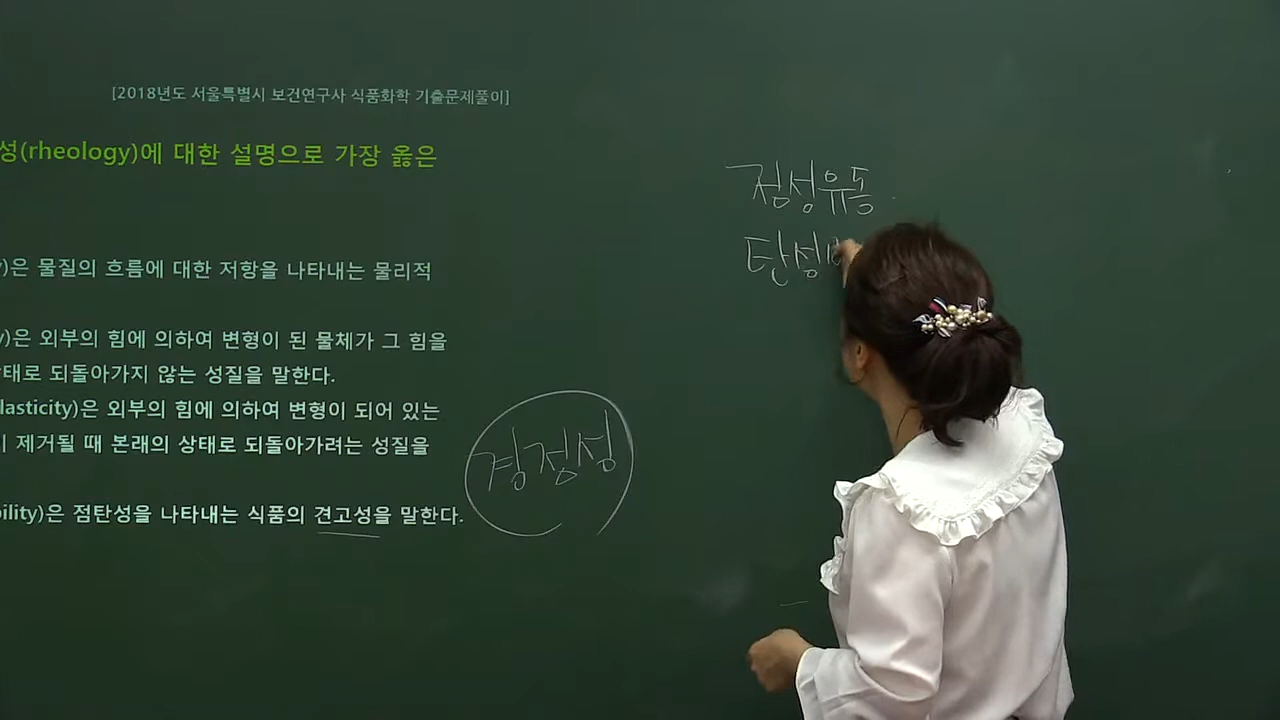 [2018년도 서울특별시 보건연구사 식품화학 기출문제풀이]
성(rheology)에 대한 설명으로 가장 옳은
y)은 물질의 흐름에 대한 저항을 나타내는 물리적
y)은 외부의 힘에 의하여 변형이 된 물체가 그 힘을
태로 되돌아가지 않는 성질을 말한다.
lasticity)은 외부의 힘에 의하여 변형이 되어 있는
제거될 때 본래의 상태로 되돌아가려는 성질을
ility)은 점탄성을 나타내는 식품의 견고성을 말한다.
경점성
점성유동
탄성